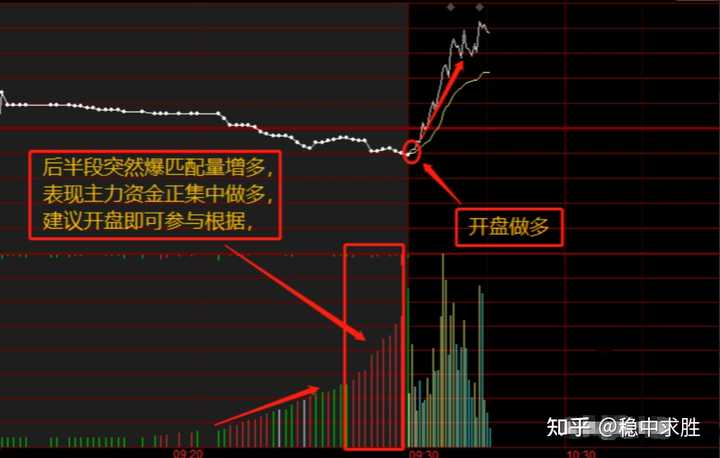 后半段突然爆匹配量增多，
表现主力资金正集中做多，
建议开盘即可参与根据，
开盘做多
知乎 @稳中求胜
09:20
09:30
10:30